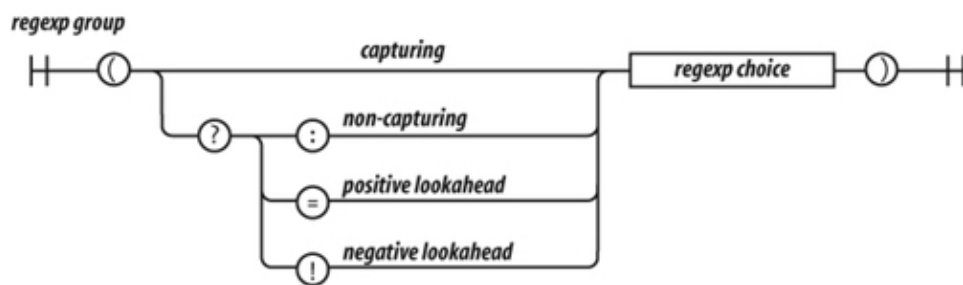 regexp group
( capturing regexp choice )
? : non-capturing
= positive lookahead
! negative lookahead